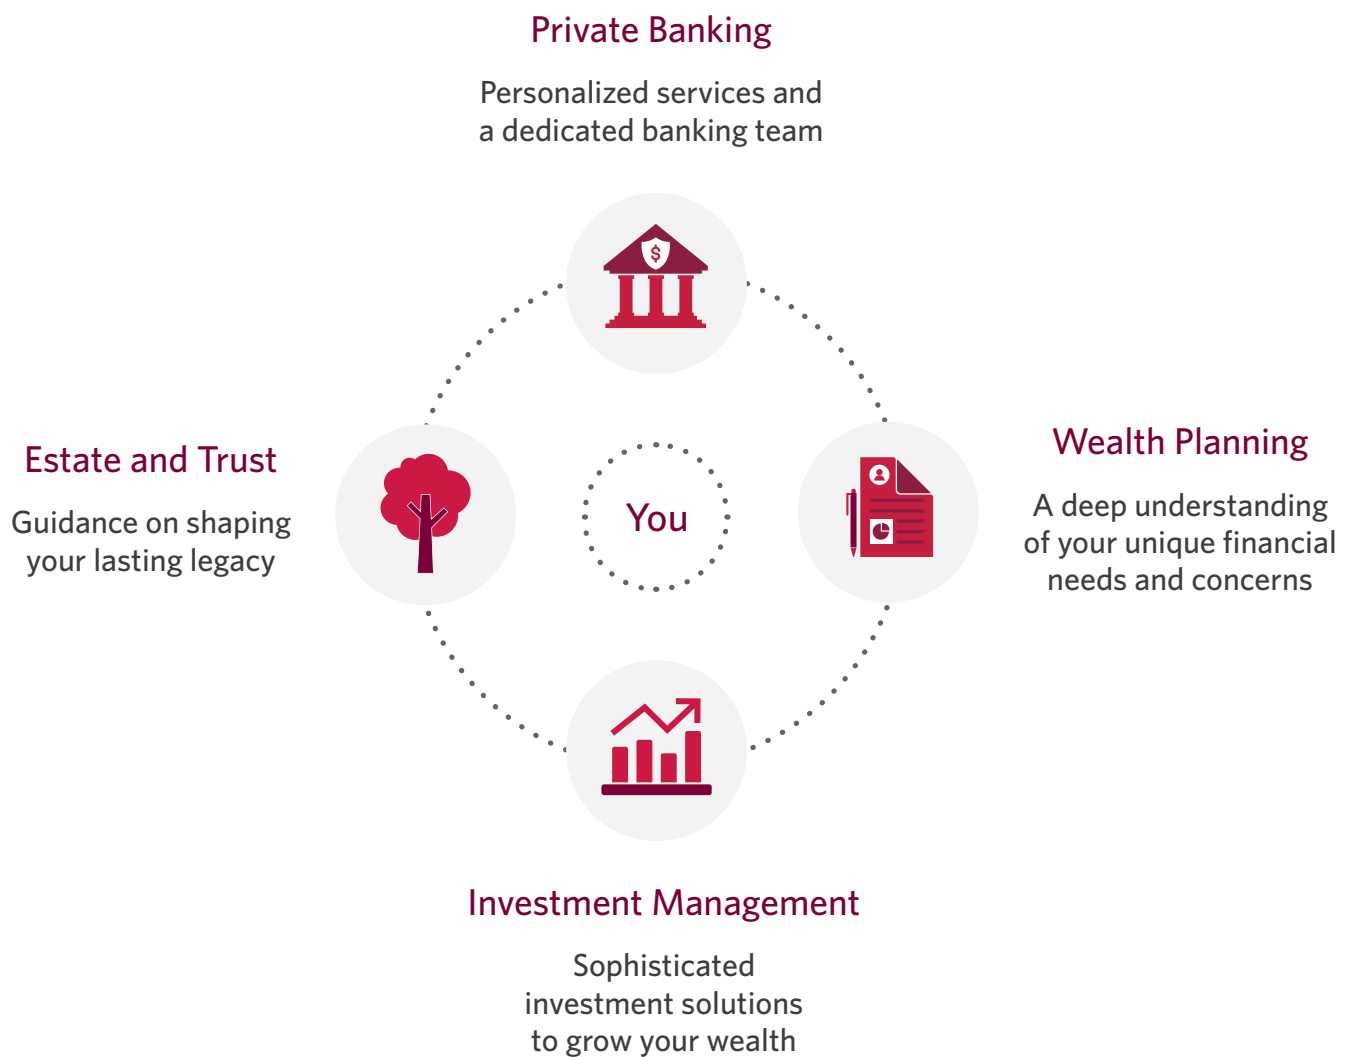 Private Banking
Personalized services and
a dedicated banking team
$
Estate and Trust
Guidance on shaping
your lasting legacy
You
Wealth Planning
A deep understanding
of your unique financial
needs and concerns
Investment Management
Sophisticated
investment solutions
to grow your wealth